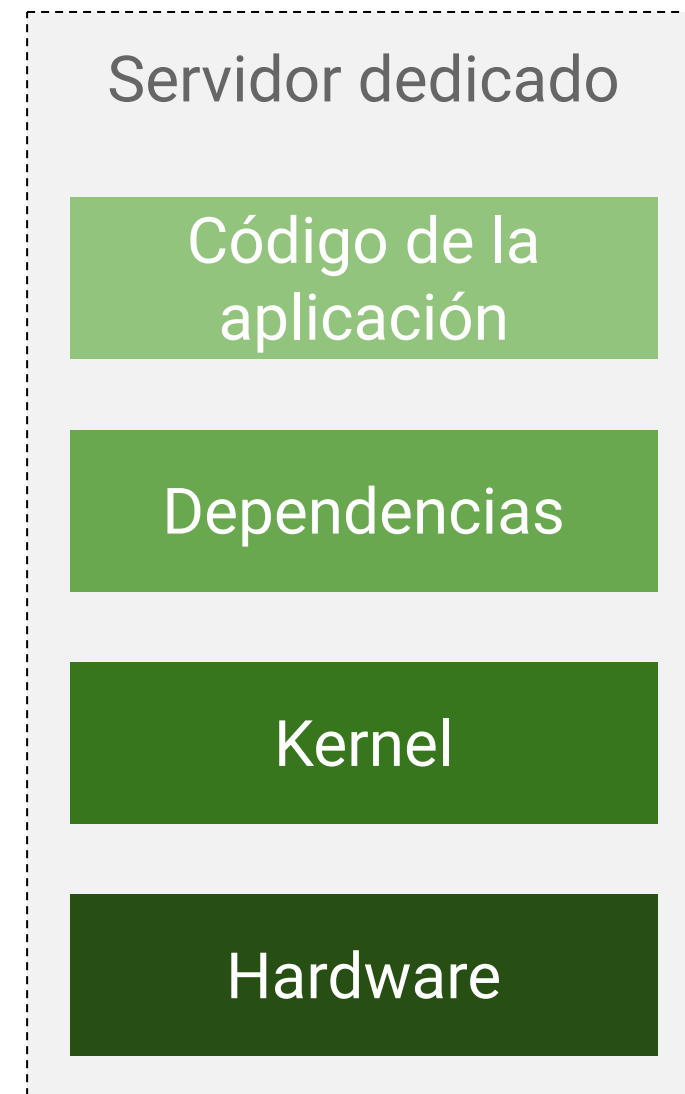 Servidor dedicado
Código de la
aplicación
Dependencias
Kernel
Hardware